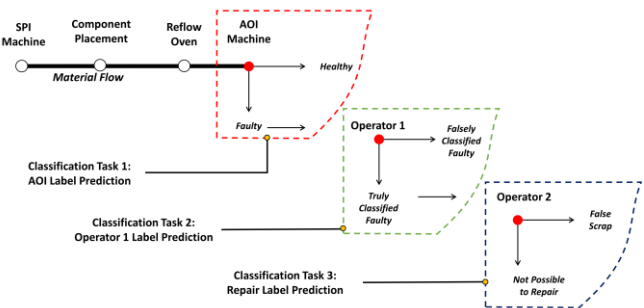 SPI
Machine
Component
Placement
Reflow
Oven
AOI
Machine
Material Flow
Healthy
Faulty
Classification Task 1:
AOI Label Prediction
Operator 1
Falsely
Classified
Faulty
Truly
Classified
Faulty
Classification Task 2:
Operator 1 Label Prediction
Operator 2
False
Scrap
Not Possible
to Repair
Classification Task 3:
Repair Label Prediction